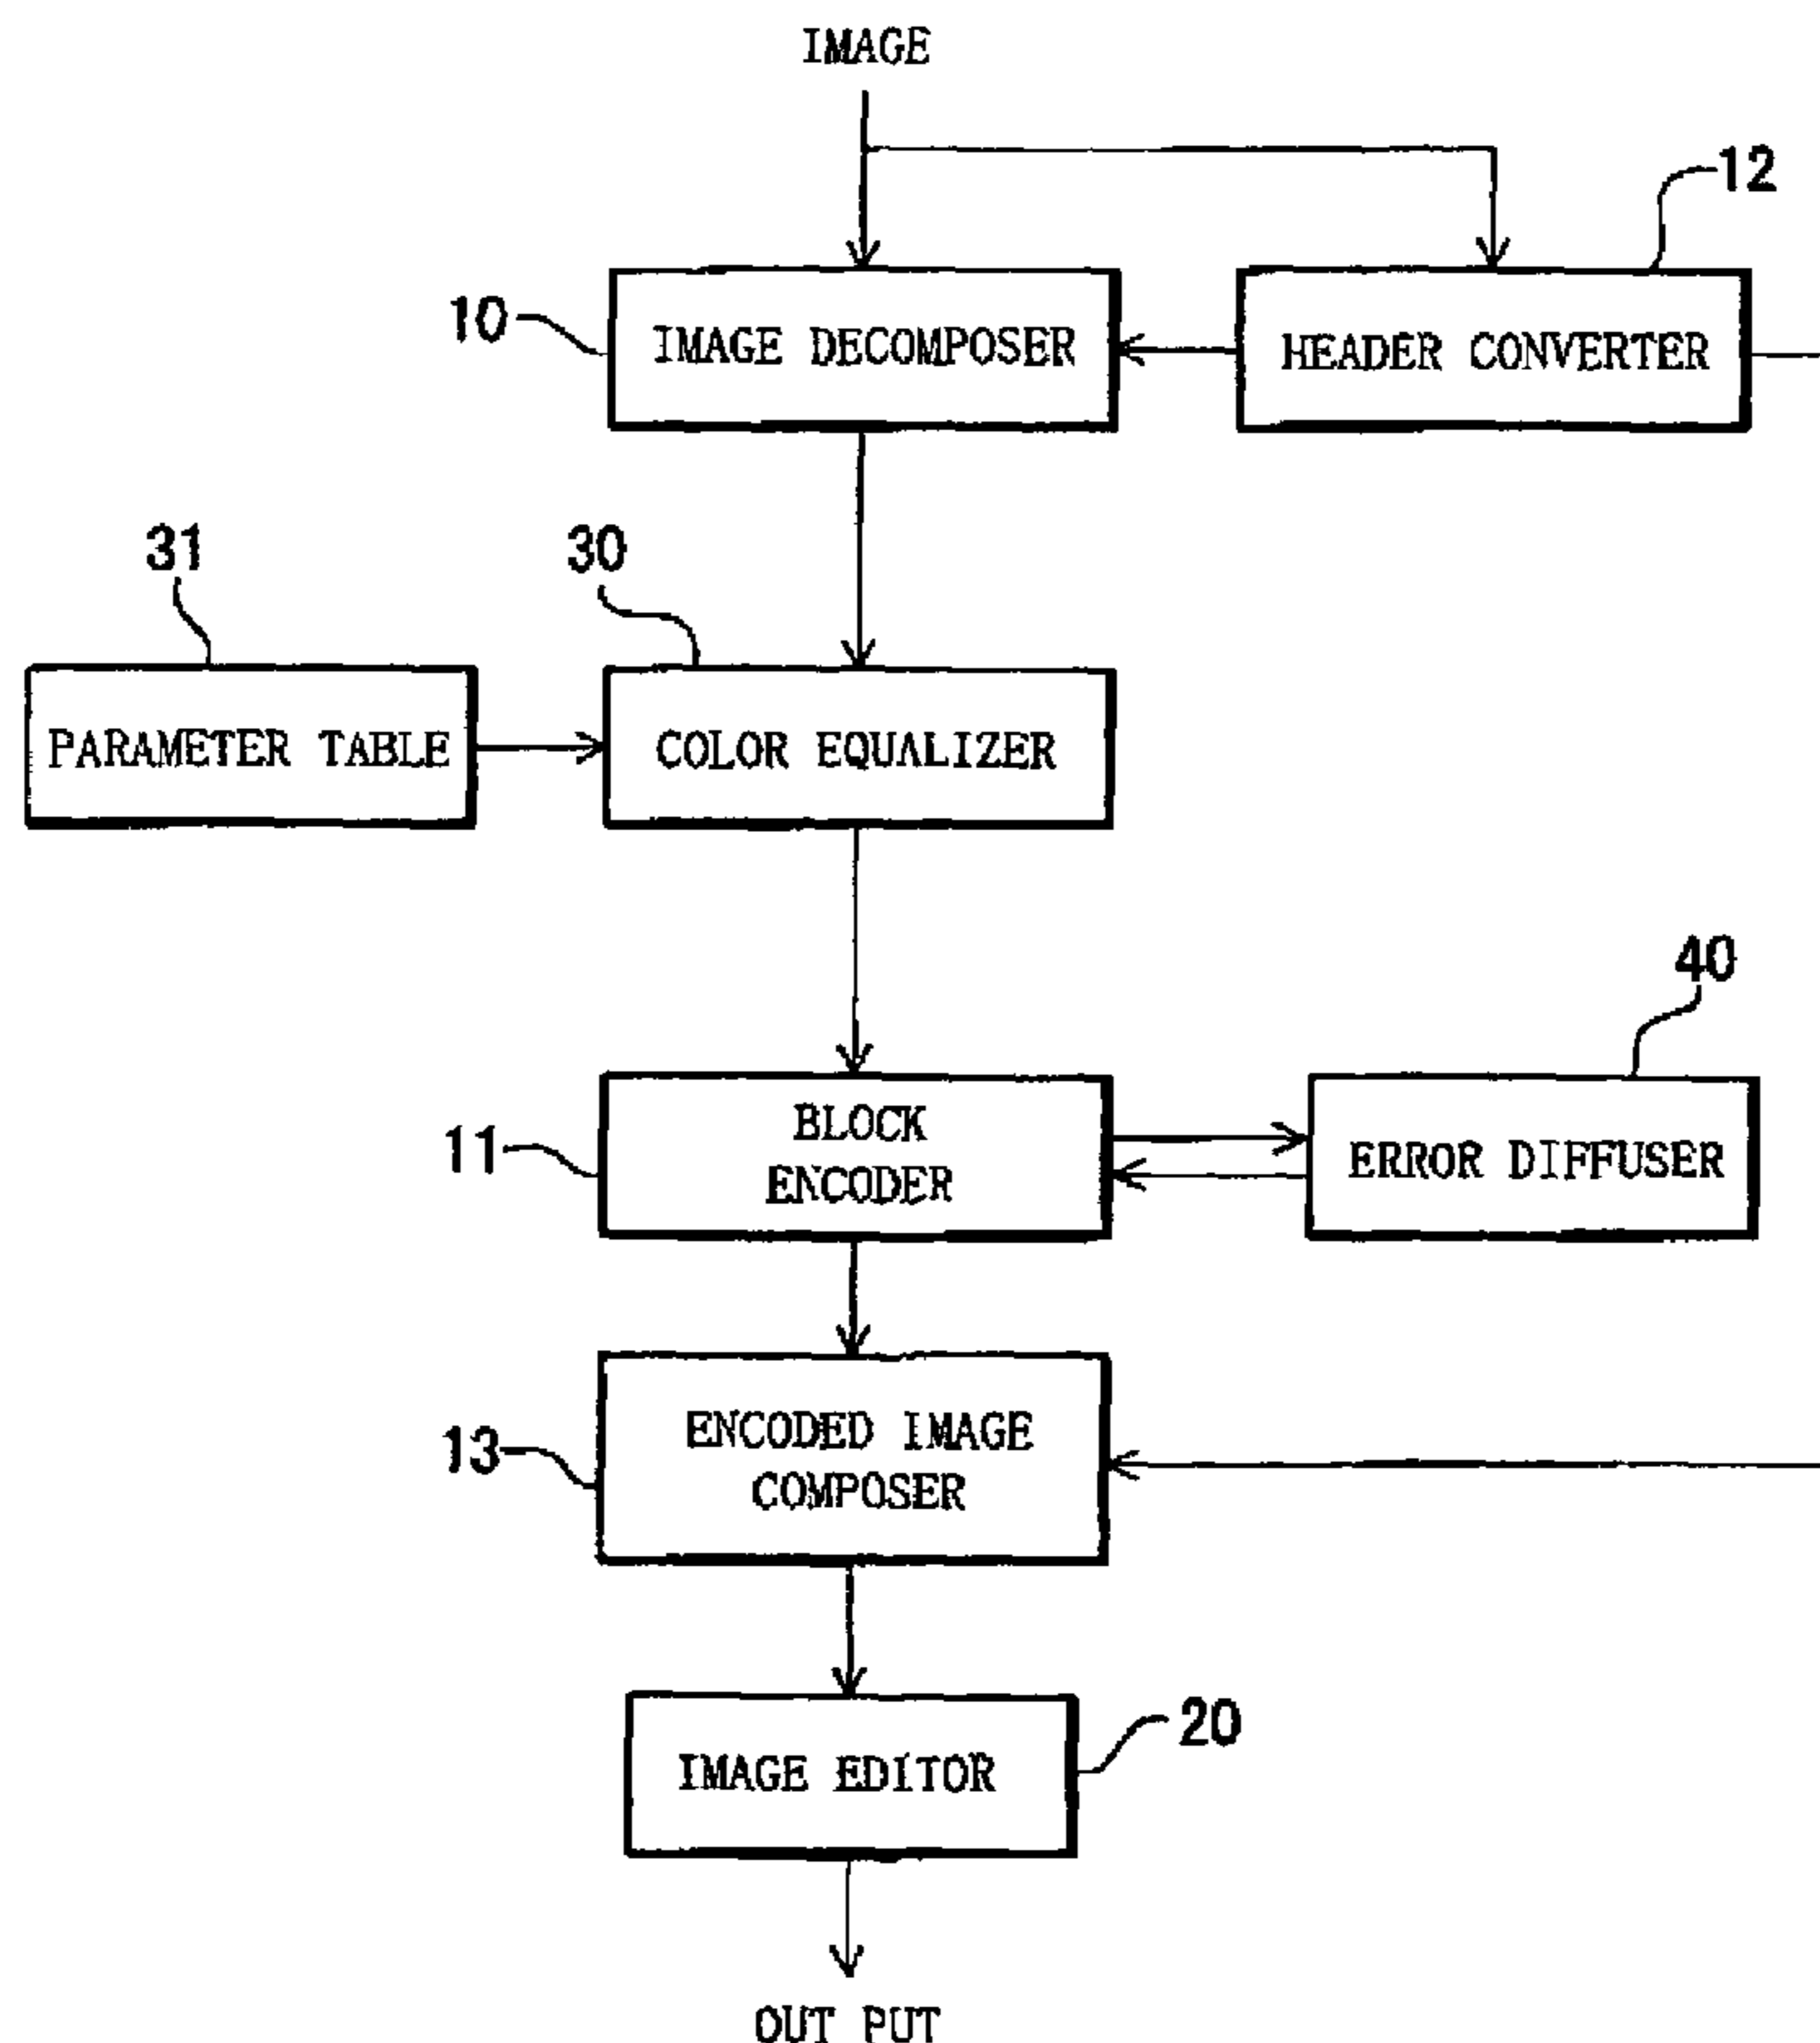 IMAGE
12
10
IMAGE DECOMPOSER
HEADER CONVERTER
31
30
PARAMETER TABLE
COLOR EQUALIZER
40
11
BLOCK
ENCODER
ERROR DIFFUSER
13
ENCODED IMAGE
COMPOSER
20
IMAGE EDITOR
OUT PUT